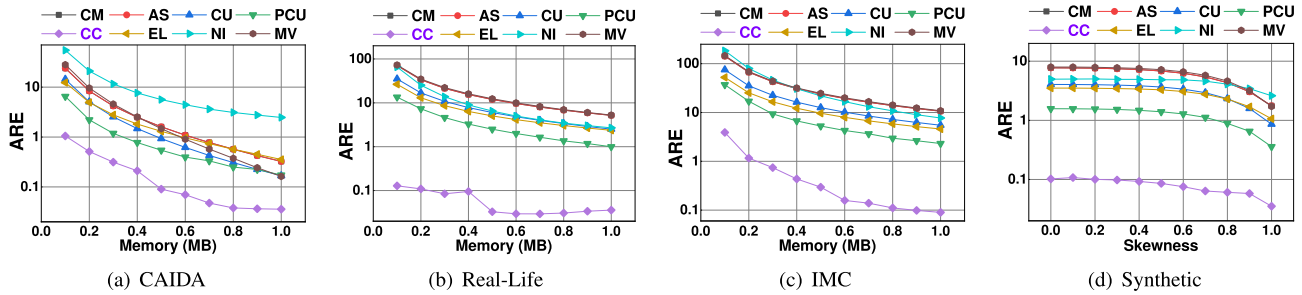 CM AS CU PCU
CC EL NI MV
ARE
10
1
0.1
0.0 0.2 0.4 0.6 0.8 1.0
Memory (MB)
(a) CAIDA
CM AS CU PCU
CC EL NI MV
ARE
100
10
1
0.1
0.0 0.2 0.4 0.6 0.8 1.0
Memory (MB)
(b) Real-Life
CM AS CU PCU
CC EL NI MV
ARE
100
10
1
0.1
0.0 0.2 0.4 0.6 0.8 1.0
Memory (MB)
(c) IMC
CM AS CU PCU
CC EL NI MV
ARE
10
1
0.1
0.0 0.2 0.4 0.6 0.8 1.0
Skewness
(d) Synthetic